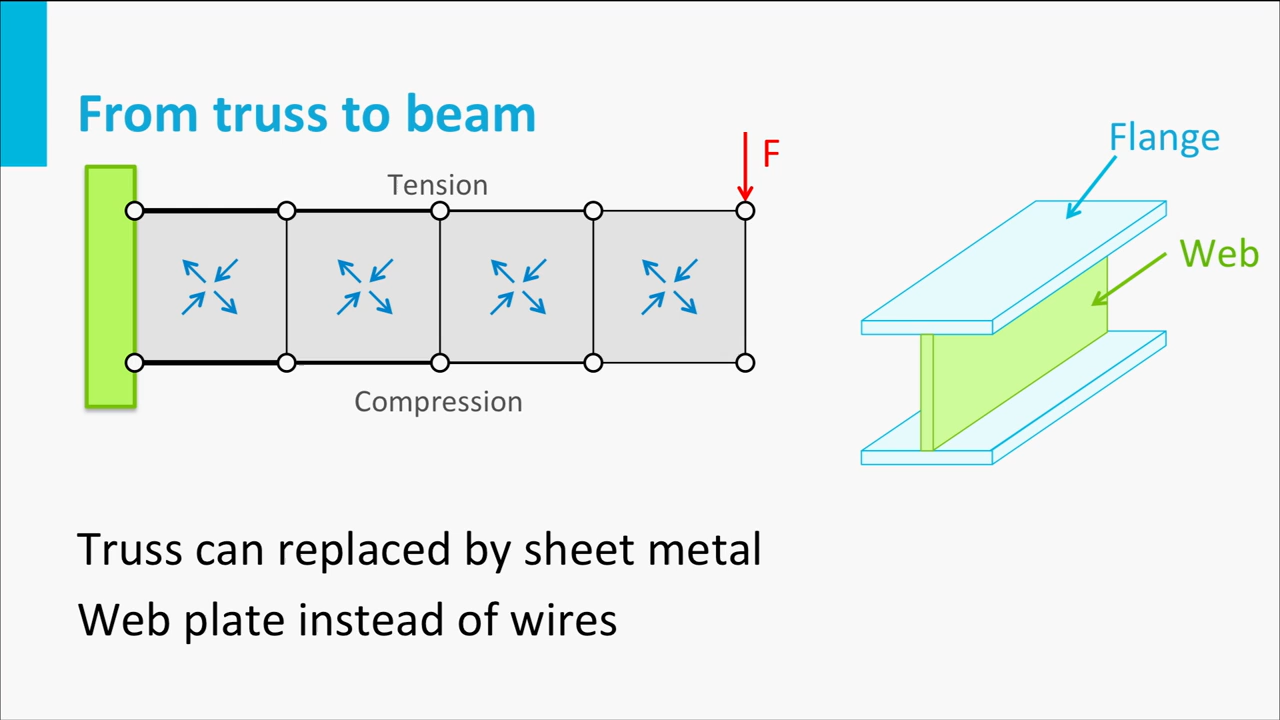 From truss to beam
Flange
F
Tension
Web
Compression
Truss can replaced by sheet metal
Web plate instead of wires